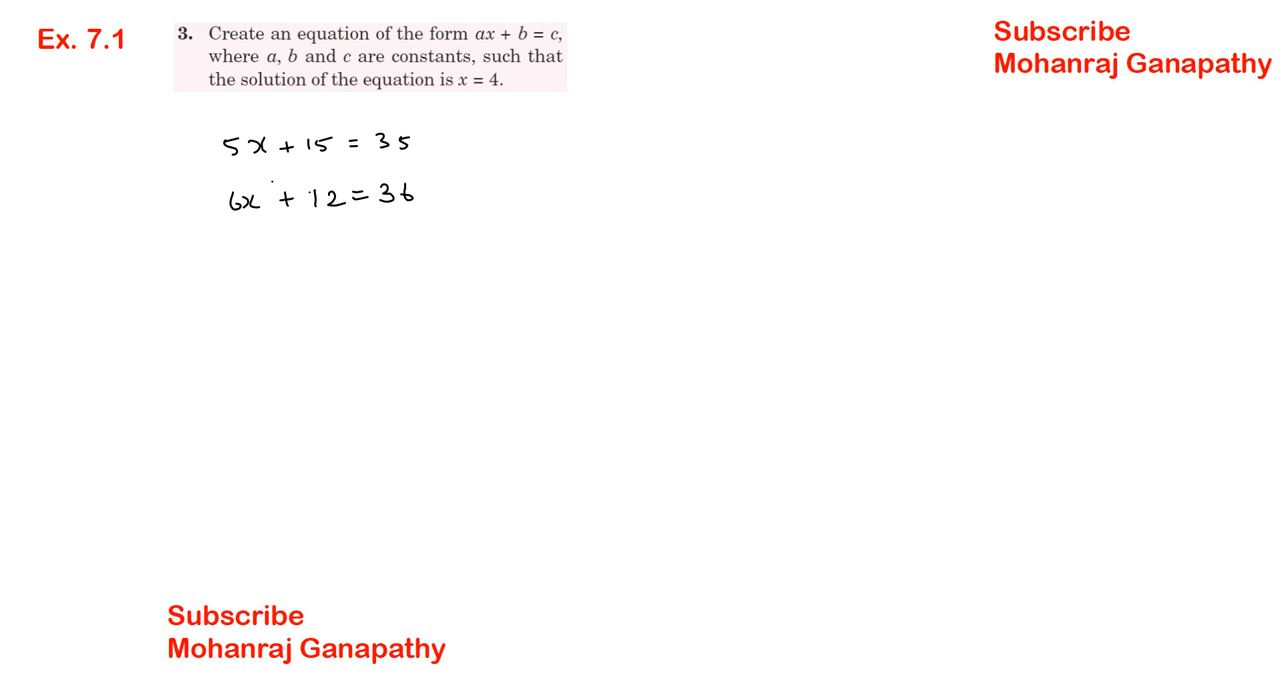 Ex. 7.1
3. Create an equation of the form ax + b = c,
where a, b and c are constants, such that
the solution of the equation is x = 4.
Subscribe
Mohanraj Ganapathy
5x + 15 = 35
6x + 12 = 36
Subscribe
Mohanraj Ganapathy